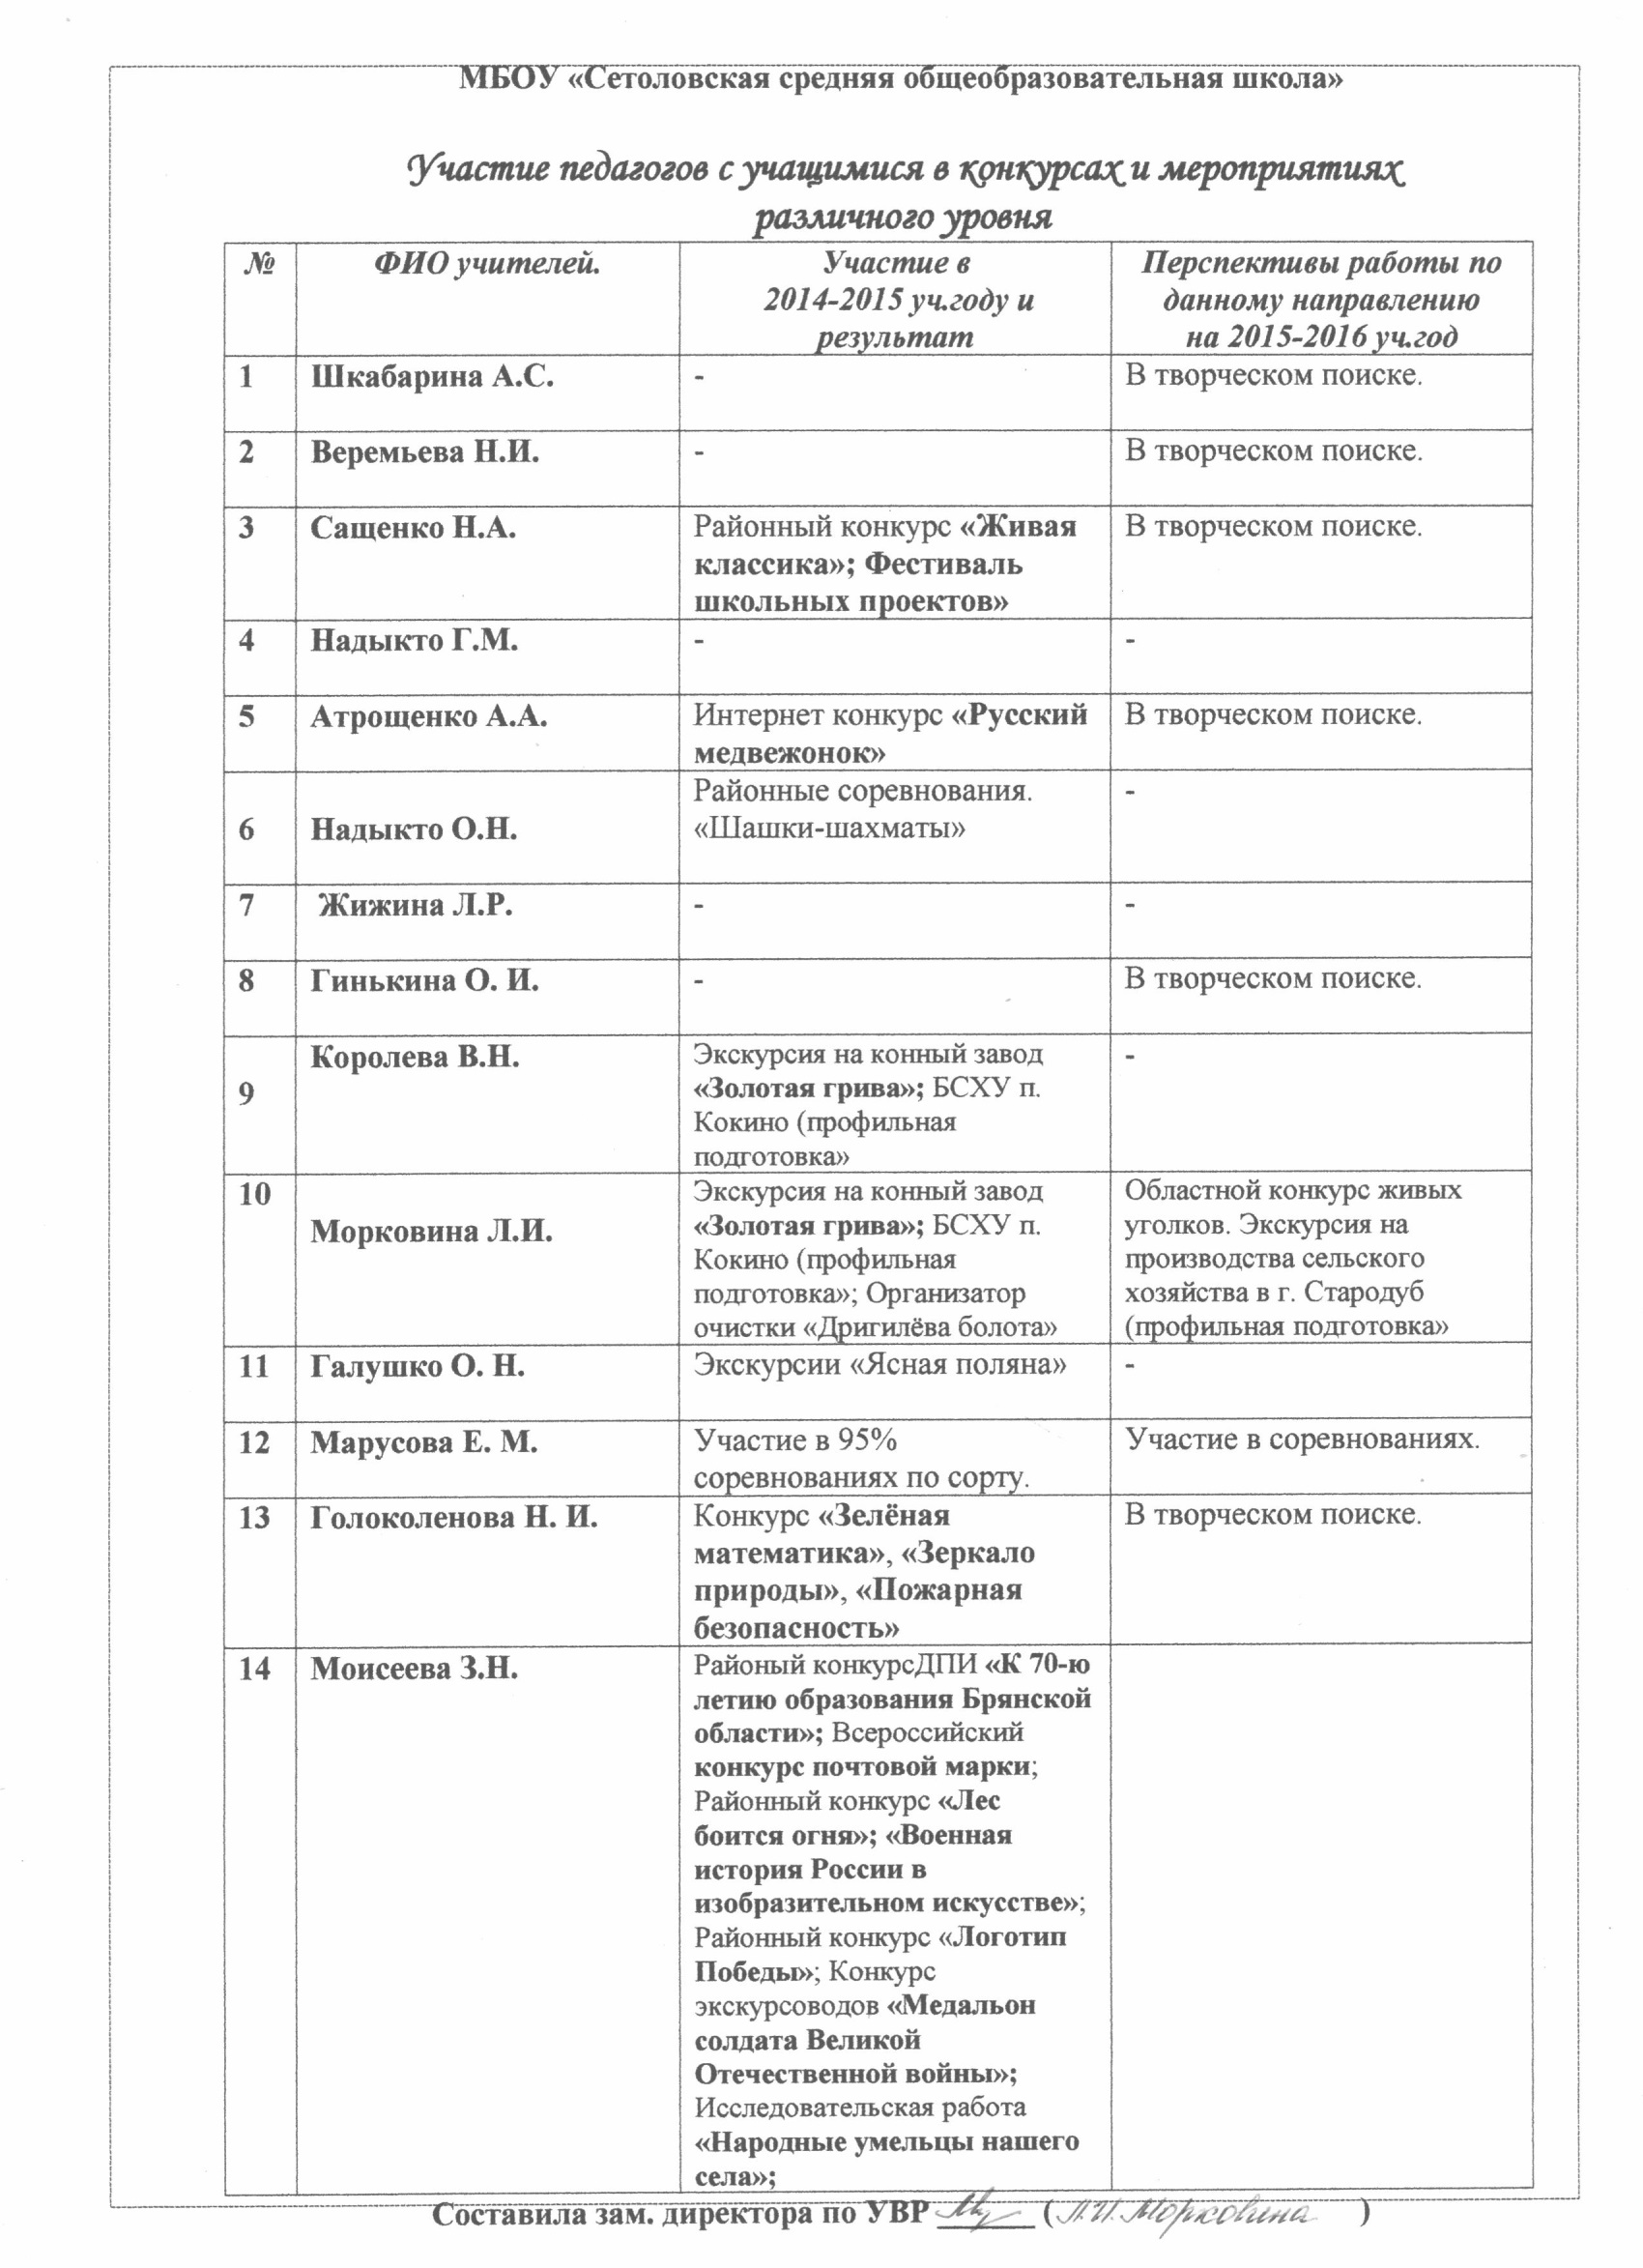 МБОУ «Сетоловская средняя общеобразовательная школа»
Участие педагогов с учащимися в конкурсах и мероприятиях
различного уровня
№
ФИО учителей.
Участие в
2014-2015 уч.году и
результат
Перспективы работы по
данному направлению
на 2015-2016 уч.год
1
Шкабарина А.С.
-
В творческом поиске.
2
Веремьева Н.И.
-
В творческом поиске.
3
Сащенко Н.А.
Районный конкурс «Живая
классика»; Фестиваль
школьных проектов»
В творческом поиске.
4
Надыкто Г.М.
-
-
5
Атрощенко А.А.
Интернет конкурс «Русский
медвежонок»
В творческом поиске.
6
Надыкто О.Н.
Районные соревнования.
«Шашки-шахматы»
-
7
Жижина Л.Р.
-
-
8
Гинькина О. И.
-
В творческом поиске.
9
Королева В.Н.
Экскурсия на конный завод
«Золотая грива»; БСХУ п.
Кокино (профильная
подготовка»
-
10
Морковина Л.И.
Экскурсия на конный завод
«Золотая грива»; БСХУ п.
Кокино (профильная
подготовка»; Организатор
очистки «Дригилёва болота»
Областной конкурс живых
уголков. Экскурсия на
производства сельского
хозяйства в г. Стародуб
(профильная подготовка»
11
Галушко О. Н.
Экскурсии «Ясная поляна»
-
12
Марусова Е. М.
Участие в 95%
соревнованиях по сорту.
Участие в соревнованиях.
13
Голоколенова Н. И.
Конкурс «Зелёная
математика», «Зеркало
природы», «Пожарная
безопасность»
В творческом поиске.
14
Моисеева З.Н.
Районый конкурсДПИ «К 70-ю
летию образования Брянской
области»; Всероссийский
конкурс почтовой марки;
Районный конкурс «Лес
боится огня»; «Военная
история России в
изобразительном искусстве»;
Районный конкурс «Логотип
Победы»; Конкурс
экскурсоводов «Медальон
солдата Великой
Отечественной войны»;
Исследовательская работа
«Народные умельцы нашего
села»;
Составила зам. директора по УВР ______ ( Л.И. Морковина )